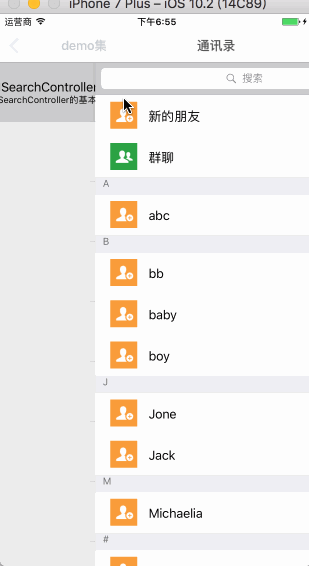 iPhone 7 Plus – iOS 10.2 (14C89)
运营商 下午6:55
demo集 通讯录
搜索
SearchController
SearchController的基本
新的朋友
群聊
A
abc
B
bb
baby
boy
J
Jone
Jack
M
Michaelia
#